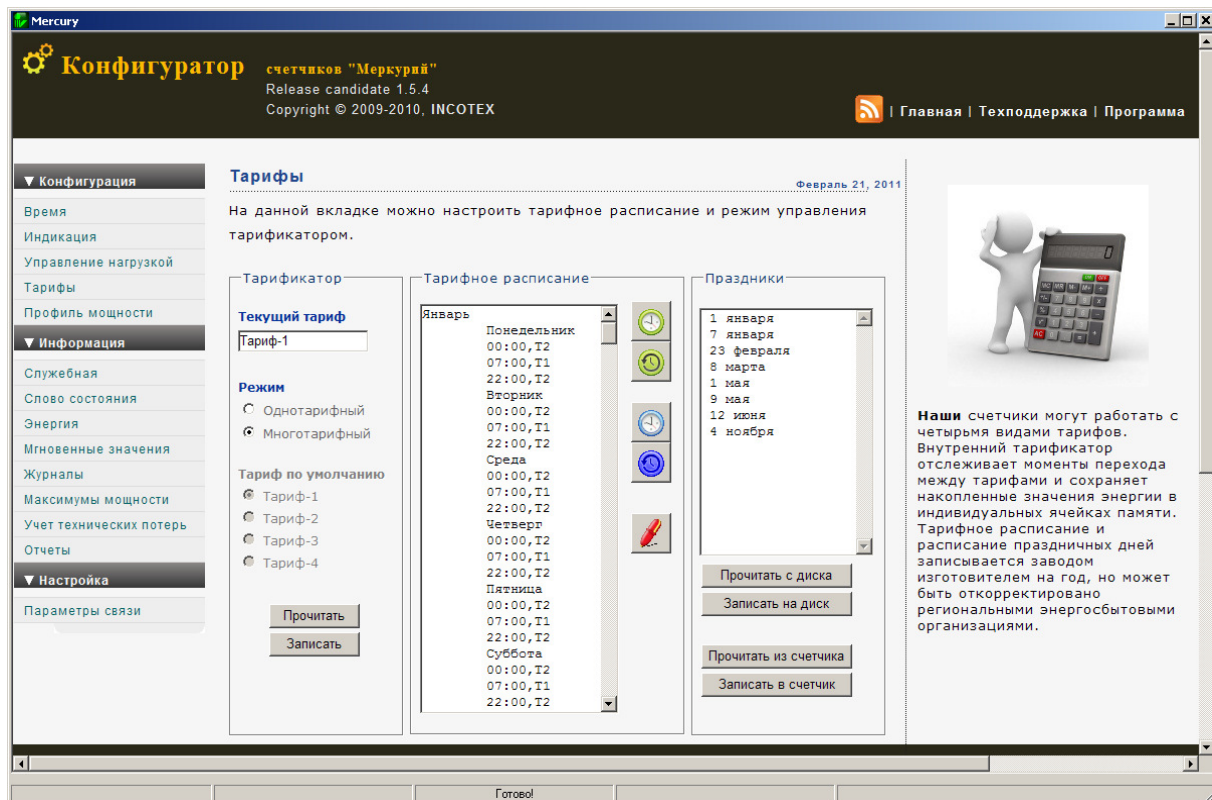 Mercury
Конфигуратор
счетчиков "Меркурий"
Release candidate 1.5.4
Copyright © 2009-2010, INCOTEX
| Главная | Техподдержка | Программа
▼ Конфигурация
Время
Индикация
Управление нагрузкой
Тарифы
Профиль мощности
▼ Информация
Служебная
Слово состояния
Энергия
Мгновенные значения
Журналы
Максимумы мощности
Учет технических потерь
Отчеты
▼ Настройка
Параметры связи
Тарифы
Февраль 21, 2011
На данной вкладке можно настроить тарифное расписание и режим управления
тарификатором.
Тарификатор
Текущий тариф
Тариф-1
Режим
Однотарифный
Многотарифный
Тариф по умолчанию
Тариф-1
Тариф-2
Тариф-3
Тариф-4
Прочитать
Записать
Тарифное расписание
Январь
Понедельник
00:00,T2
07:00,T1
22:00,T2
Вторник
00:00,T2
07:00,T1
22:00,T2
Среда
00:00,T2
07:00,T1
22:00,T2
Четверг
00:00,T2
07:00,T1
22:00,T2
Пятница
00:00,T2
07:00,T1
22:00,T2
Суббота
00:00,T2
07:00,T1
22:00,T2
Праздники
1 января
7 января
23 февраля
8 марта
1 мая
9 мая
12 июня
4 ноября
Прочитать с диска
Записать на диск
Прочитать из счетчика
Записать в счетчик
Наши счетчики могут работать с
четырьмя видами тарифов.
Внутренний тарификатор
отслеживает моменты перехода
между тарифами и сохраняет
накопленные значения энергии в
индивидуальных ячейках памяти.
Тарифное расписание и
расписание праздничных дней
записывается заводом
изготовителем на год, но может
быть откорректировано
региональными энергосбытовыми
организациями.
Готово!